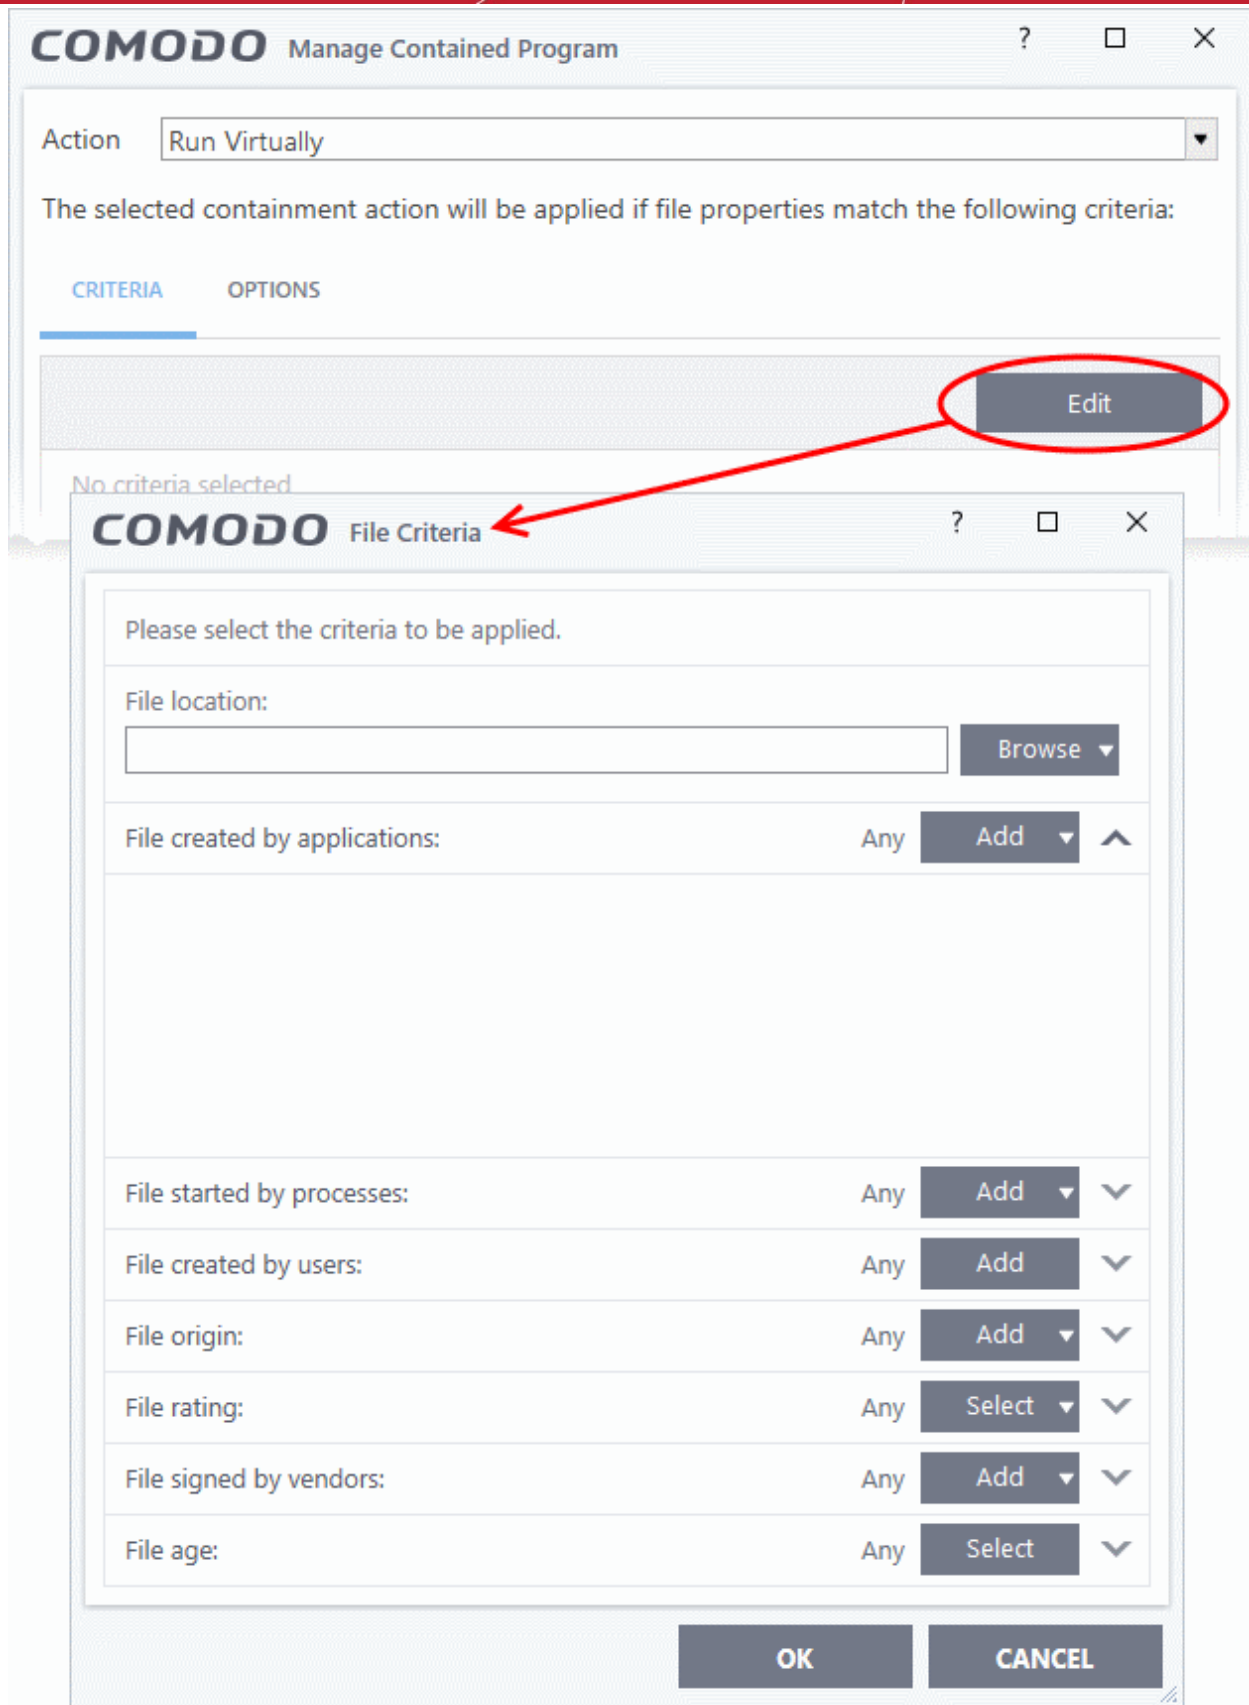 COMODO Manage Contained Program ?
Action Run Virtually
The selected containment action will be applied if file properties match the following criteria:
CRITERIA OPTIONS
Edit
No criteria selected
COMODO File Criteria ?
Please select the criteria to be applied.
File location:
Browse
File created by applications: Any Add
File started by processes: Any Add
File created by users: Any Add
File origin: Any Add
File rating: Any Select
File signed by vendors: Any Add
File age: Any Select
OK CANCEL